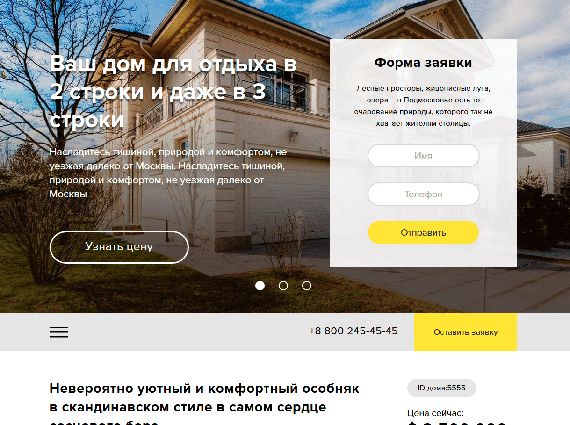 Ваш дом для отдыха в
2 строки и даже в 3
строки
Насладитесь тишиной, природой и комфортом, не
уезжая далеко от Москвы. Насладитесь тишиной,
природой и комфортом, не уезжая далеко от
Москвы
Узнать цену
Форма заявки
Лесные просторы, живописные луга,
озера – в Подмосковье есть то
очарование природы, которого так не
хватает жителям столицы.
Имя
Телефон
Отправить
+8 800 245-45-45
Оставить заявку
Невероятно уютный и комфортный особняк
в скандинавском стиле в самом сердце
соснового бора
ID дома:5555
Цена сейчас: